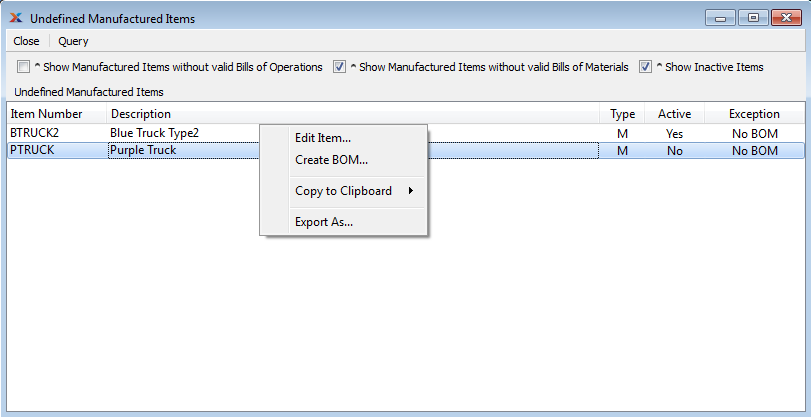 Undefined Manufactured Items
Close Query
^ Show Manufactured Items without valid Bills of Operations ^ Show Manufactured Items without valid Bills of Materials ^ Show Inactive Items
Undefined Manufactured Items
Item Number Description Type Active Exception
BTRUCK2 Blue Truck Type2 M Yes No BOM
PTRUCK Purple Truck M No No BOM
Edit Item...
Create BOM...
Copy to Clipboard
Export As...